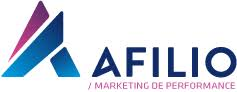 AFILIO
/ MARKETING DE PERFORMANCE